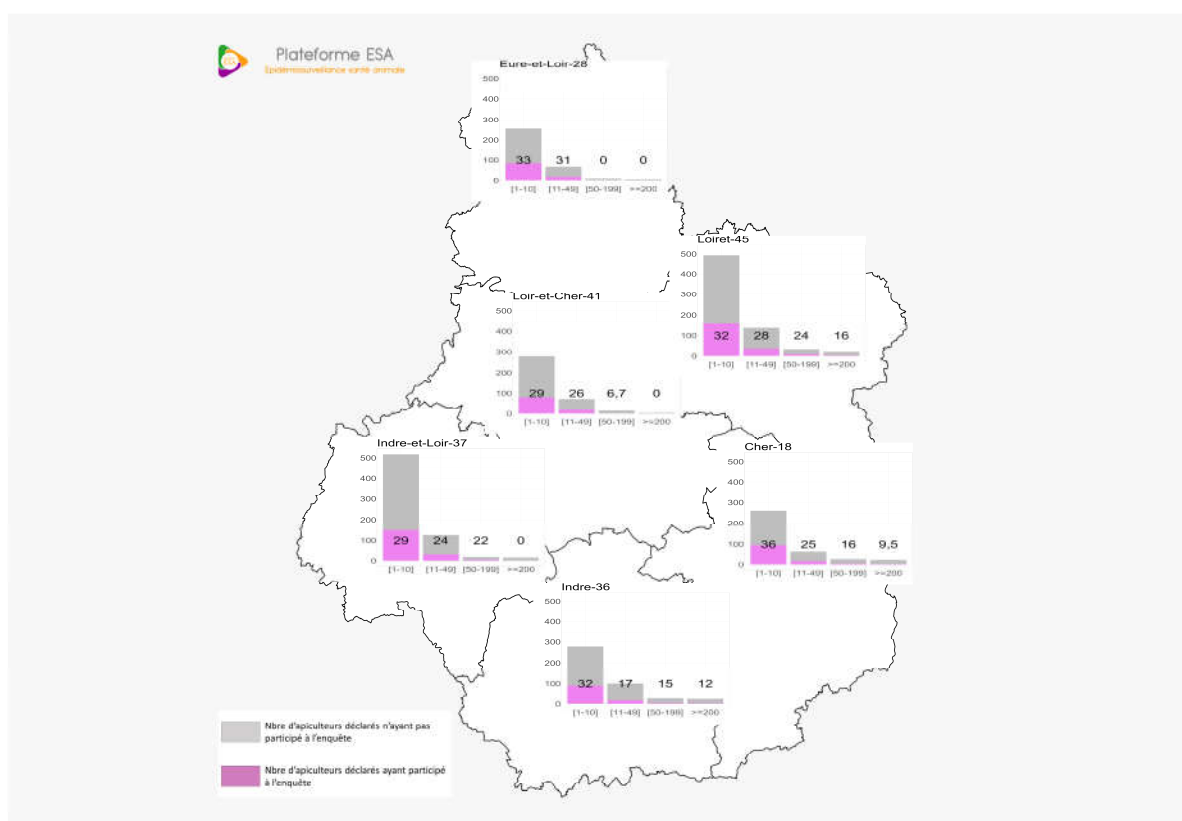 Plateforme ESA
Epidémiosurveillance santé animale
Eure-et-Loir-28
500
400
300
200
100
0
33 31 0 0
[1-10] [11-49] [50-199] >=200
Loiret-45
500
400
300
200
100
0
32 28 24 16
[1-10] [11-49] [50-199] >=200
Loir-et-Cher-41
500
400
300
200
100
0
29 26 6,7 0
[1-10] [11-49] [50-199] >=200
Indre-et-Loir-37
500
400
300
200
100
0
29 24 22 0
[1-10] [11-49] [50-199] >=200
Cher-18
500
400
300
200
100
0
36 25 16 9,5
[1-10] [11-49] [50-199] >=200
Indre-36
500
400
300
200
100
0
32 17 15 12
[1-10] [11-49] [50-199] >=200
Nbre d'apiculteurs déclarés n'ayant pas
participé à l'enquête
Nbre d'apiculteurs déclarés ayant participé
à l'enquête